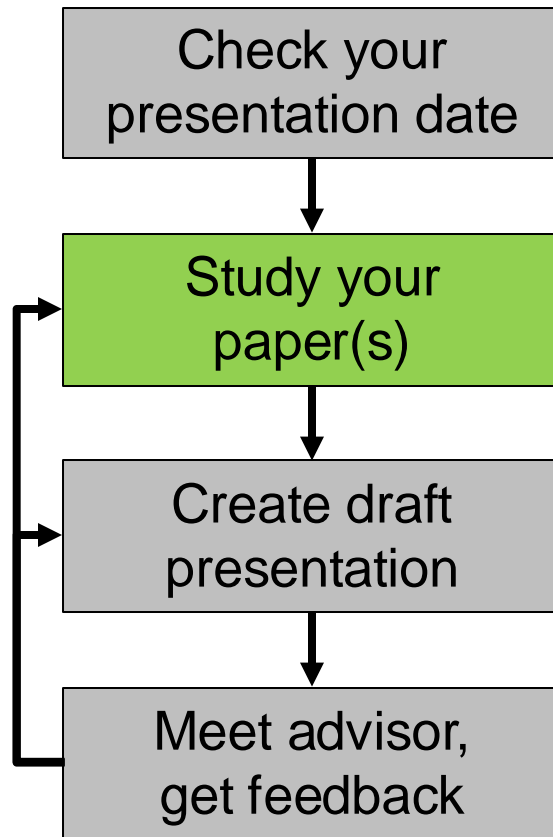 Check your
presentation date
Study your
paper(s)
Create draft
presentation
Meet advisor,
get feedback